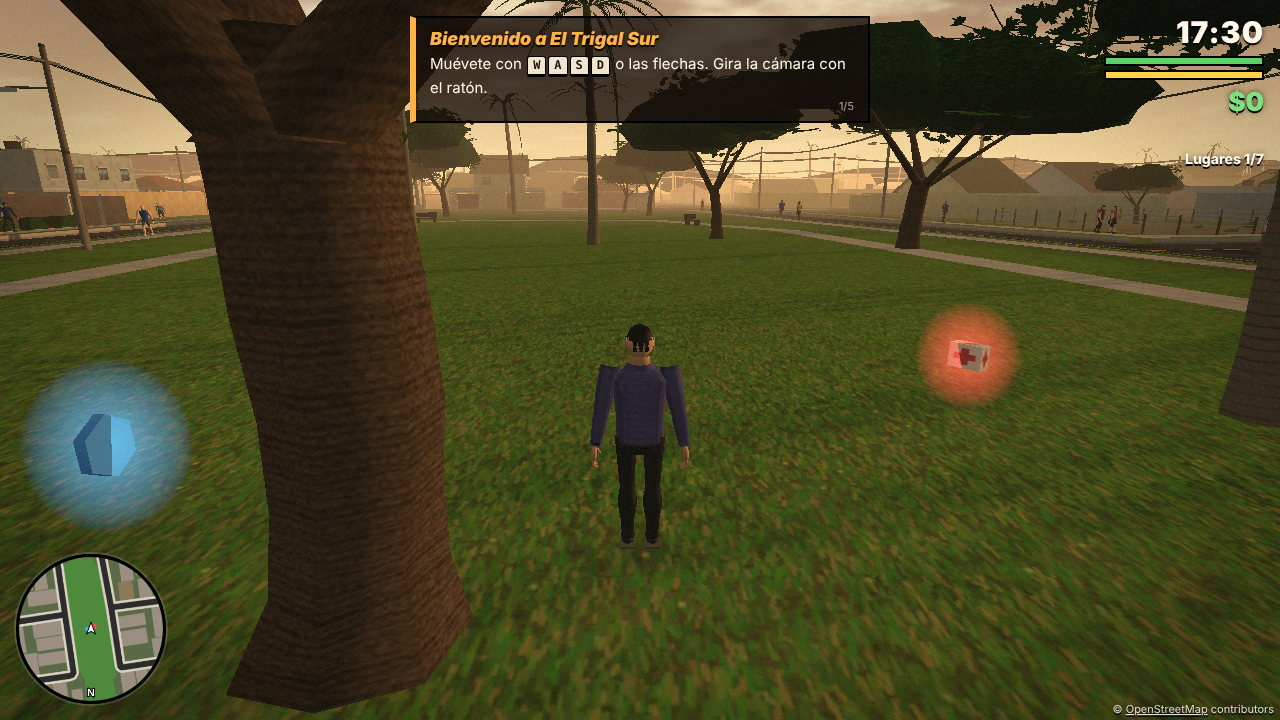 Bienvenido a El Trigal Sur
Muévete con W A S D o las flechas. Gira la cámara con
el ratón.
1/5
17:30
$0
Lugares 1/7
N
© OpenStreetMap contributors